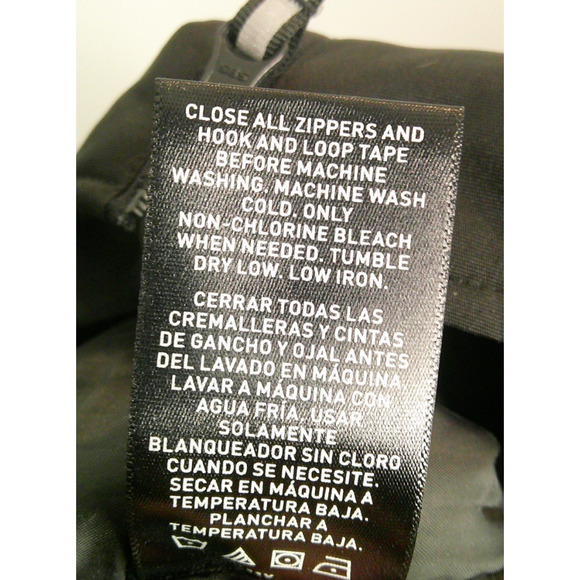 CLOSE ALL ZIPPERS AND
HOOK AND LOOP TAPE
BEFORE MACHINE
WASHING. MACHINE WASH
COLD. ONLY
NON-CHLORINE BLEACH
WHEN NEEDED. TUMBLE
DRY LOW. LOW IRON.
CERRAR TODAS LAS
CREMALLERAS Y CINTAS
DE GANCHO Y OJAL ANTES
DEL LAVADO EN MÁQUINA
LAVAR A MÁQUINA CON
AGUA FRÍA. USAR
SOLAMENTE
BLANQUEADOR SIN CLORO
CUANDO SE NECESITE.
SECAR EN MÁQUINA A
TEMPERATURA BAJA.
PLANCHAR A
TEMPERATURA BAJA.